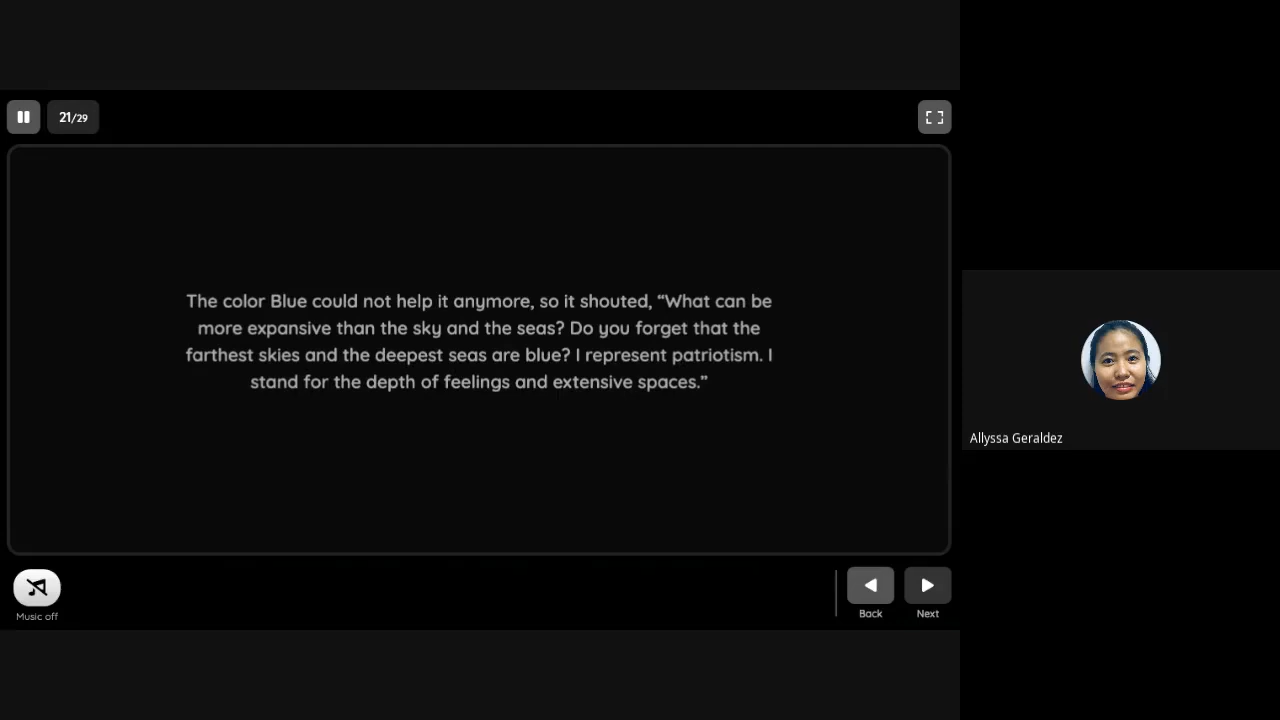 21/29
The color Blue could not help it anymore, so it shouted, “What can be
more expansive than the sky and the seas? Do you forget that the
farthest skies and the deepest seas are blue? I represent patriotism. I
stand for the depth of feelings and extensive spaces.”
Allyssa Geraldez
Music off
Back
Next